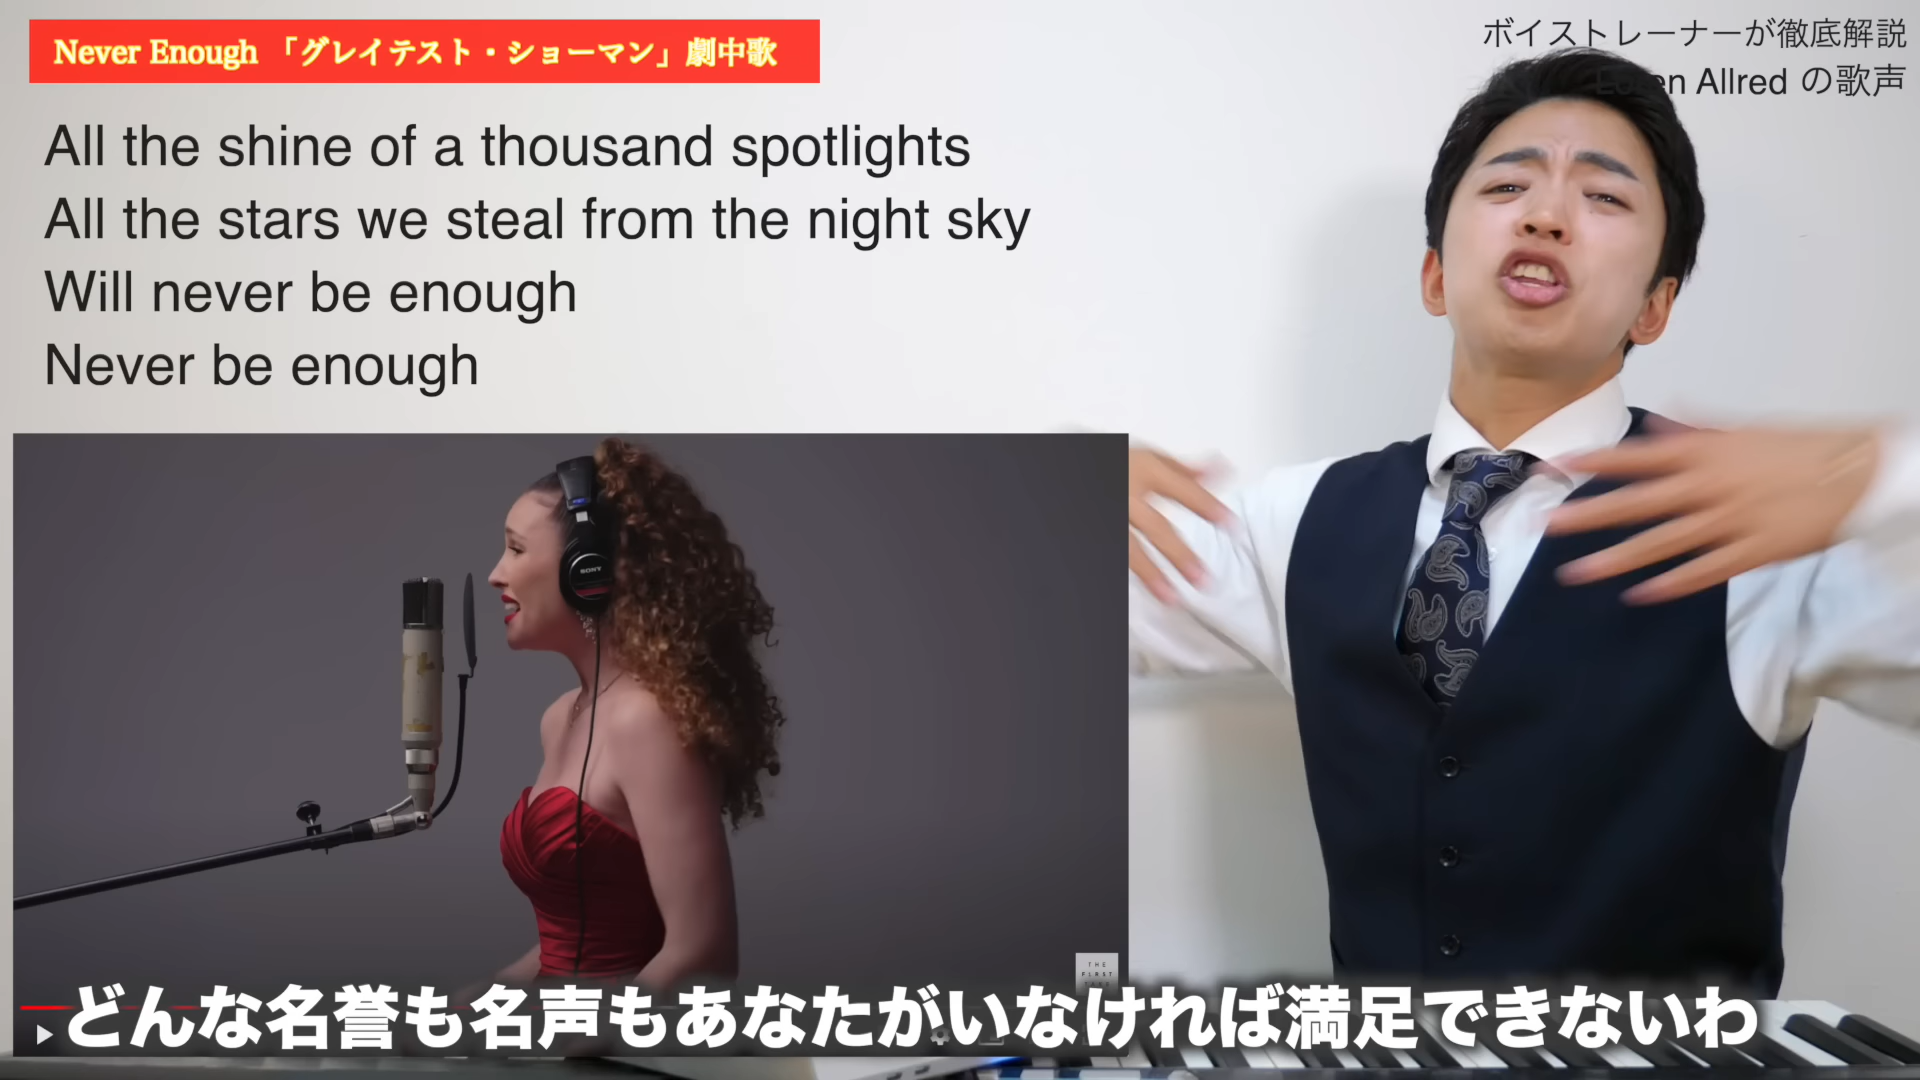 Never Enough 「グレイテスト・ショーマン」劇中歌
ボイストレーナーが徹底解説
Allred の歌声
All the shine of a thousand spotlights
All the stars we steal from the night sky
Will never be enough
Never be enough
SONY
THE
FIRST
どんな名誉も名声もあなたがいなければ満足できないわ